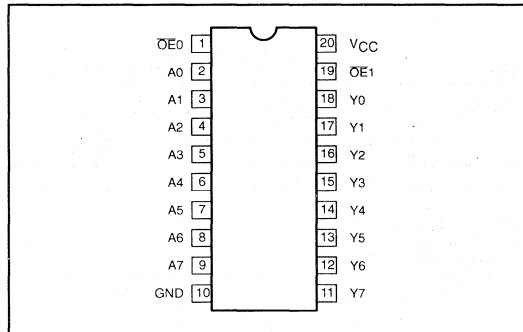 O̅E̅0 1 20 VCC
A0 2 19 O̅E̅1
A1 3 18 Y0
A2 4 17 Y1
A3 5 16 Y2
A4 6 15 Y3
A5 7 14 Y4
A6 8 13 Y5
A7 9 12 Y6
GND 10 11 Y7